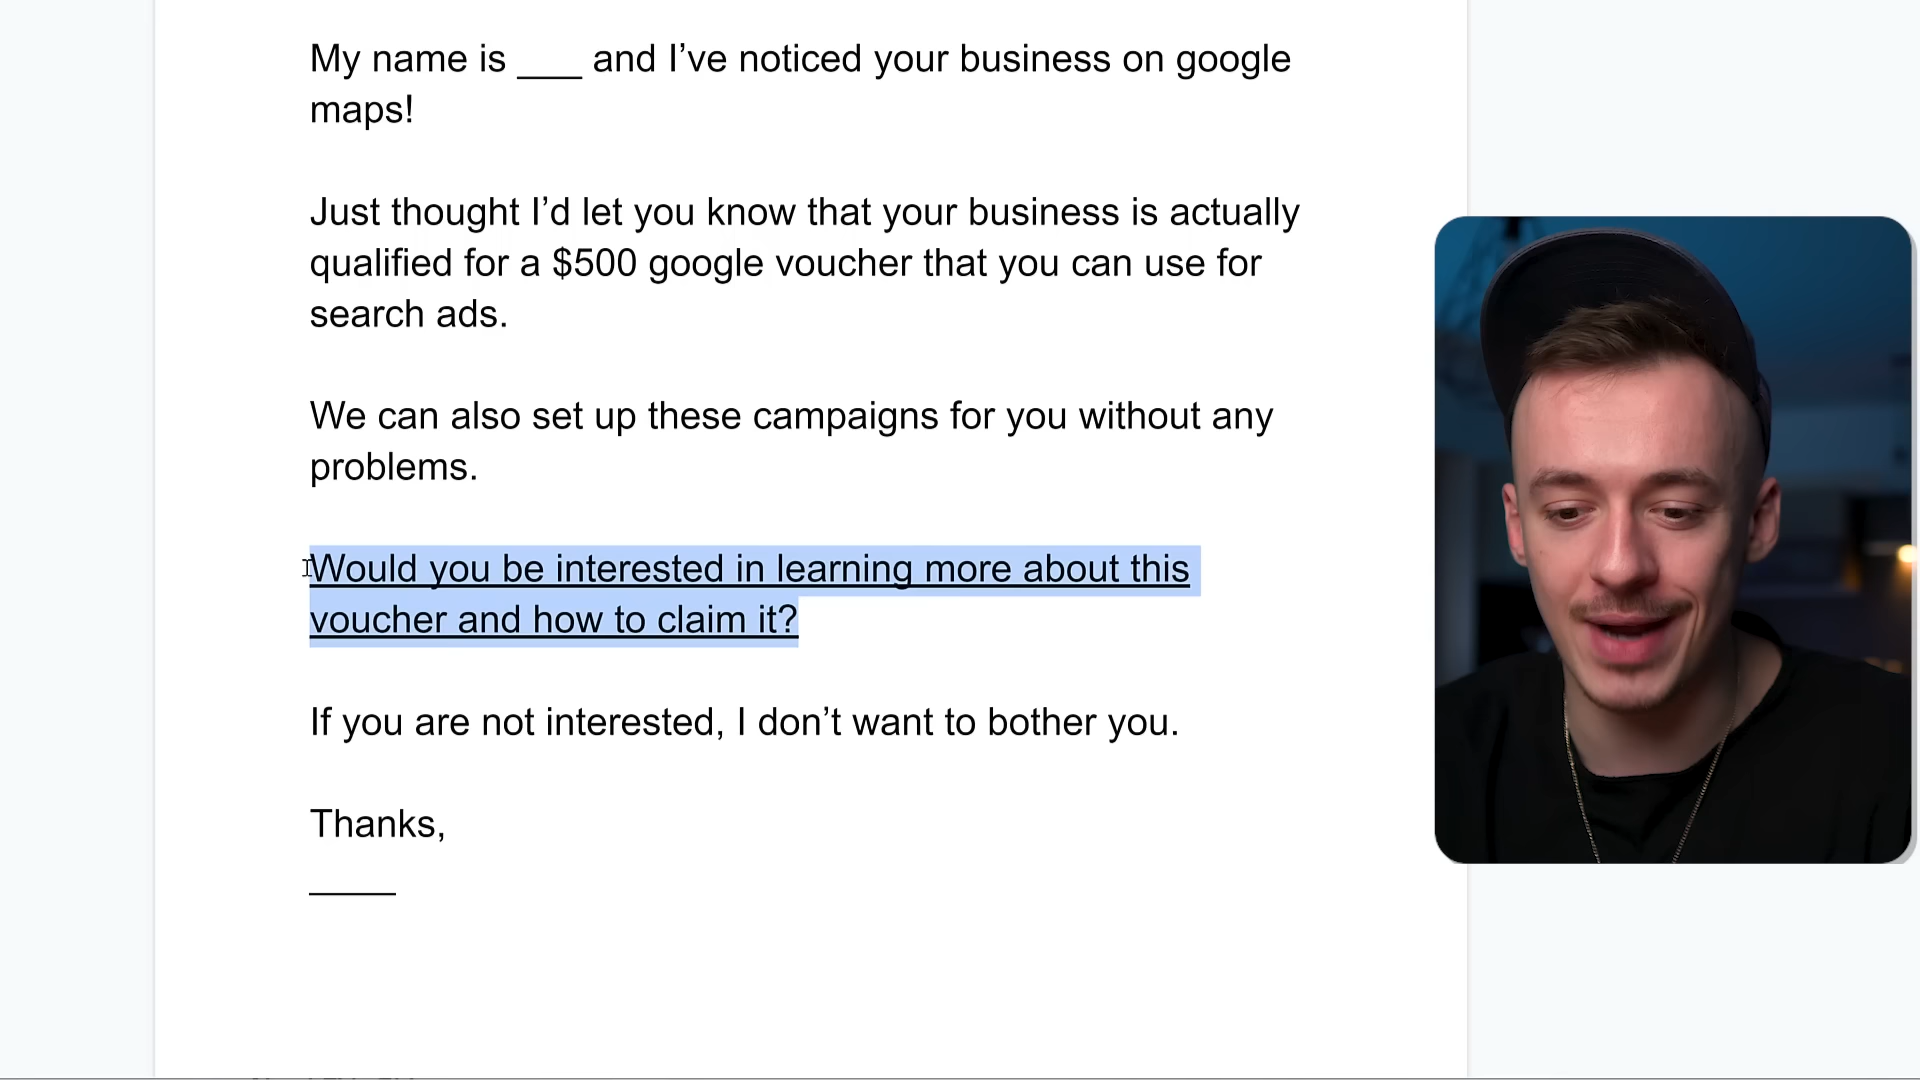 My name is ___ and I’ve noticed your business on google
maps!
Just thought I’d let you know that your business is actually
qualified for a $500 google voucher that you can use for
search ads.
We can also set up these campaigns for you without any
problems.
Would you be interested in learning more about this
voucher and how to claim it?
If you are not interested, I don’t want to bother you.
Thanks,
____